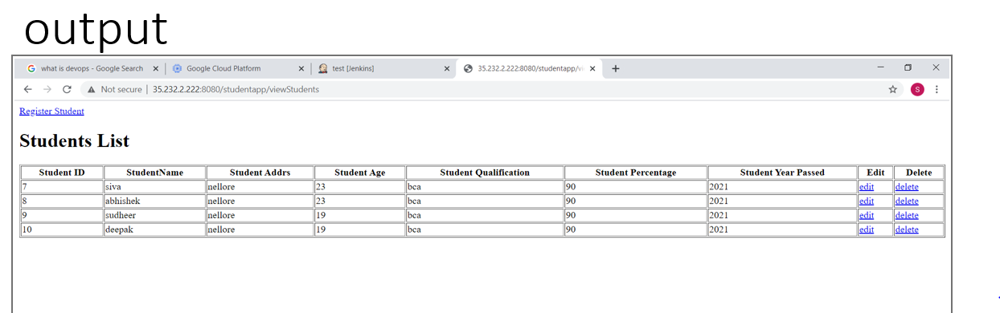 output
what is devops - Google Search
Google Cloud Platform
test [Jenkins]
35.232.2.222:8080/studentapp/vi
Not secure | 35.232.2.222:8080/studentapp/viewStudents
S
Register Student
Students List
Student ID StudentName Student Addrs Student Age Student Qualification Student Percentage Student Year Passed Edit Delete
7 siva nellore 23 bca 90 2021 edit delete
8 abhishek nellore 23 bca 90 2021 edit delete
9 sudheer nellore 19 bca 90 2021 edit delete
10 deepak nellore 19 bca 90 2021 edit delete